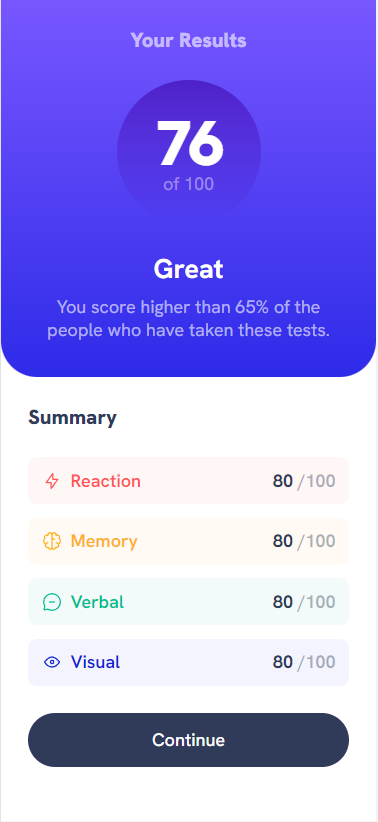 Your Results
76
of 100
Great
You score higher than 65% of the
people who have taken these tests.
Summary
Reaction 80 /100
Memory 80 /100
Verbal 80 /100
Visual 80 /100
Continue